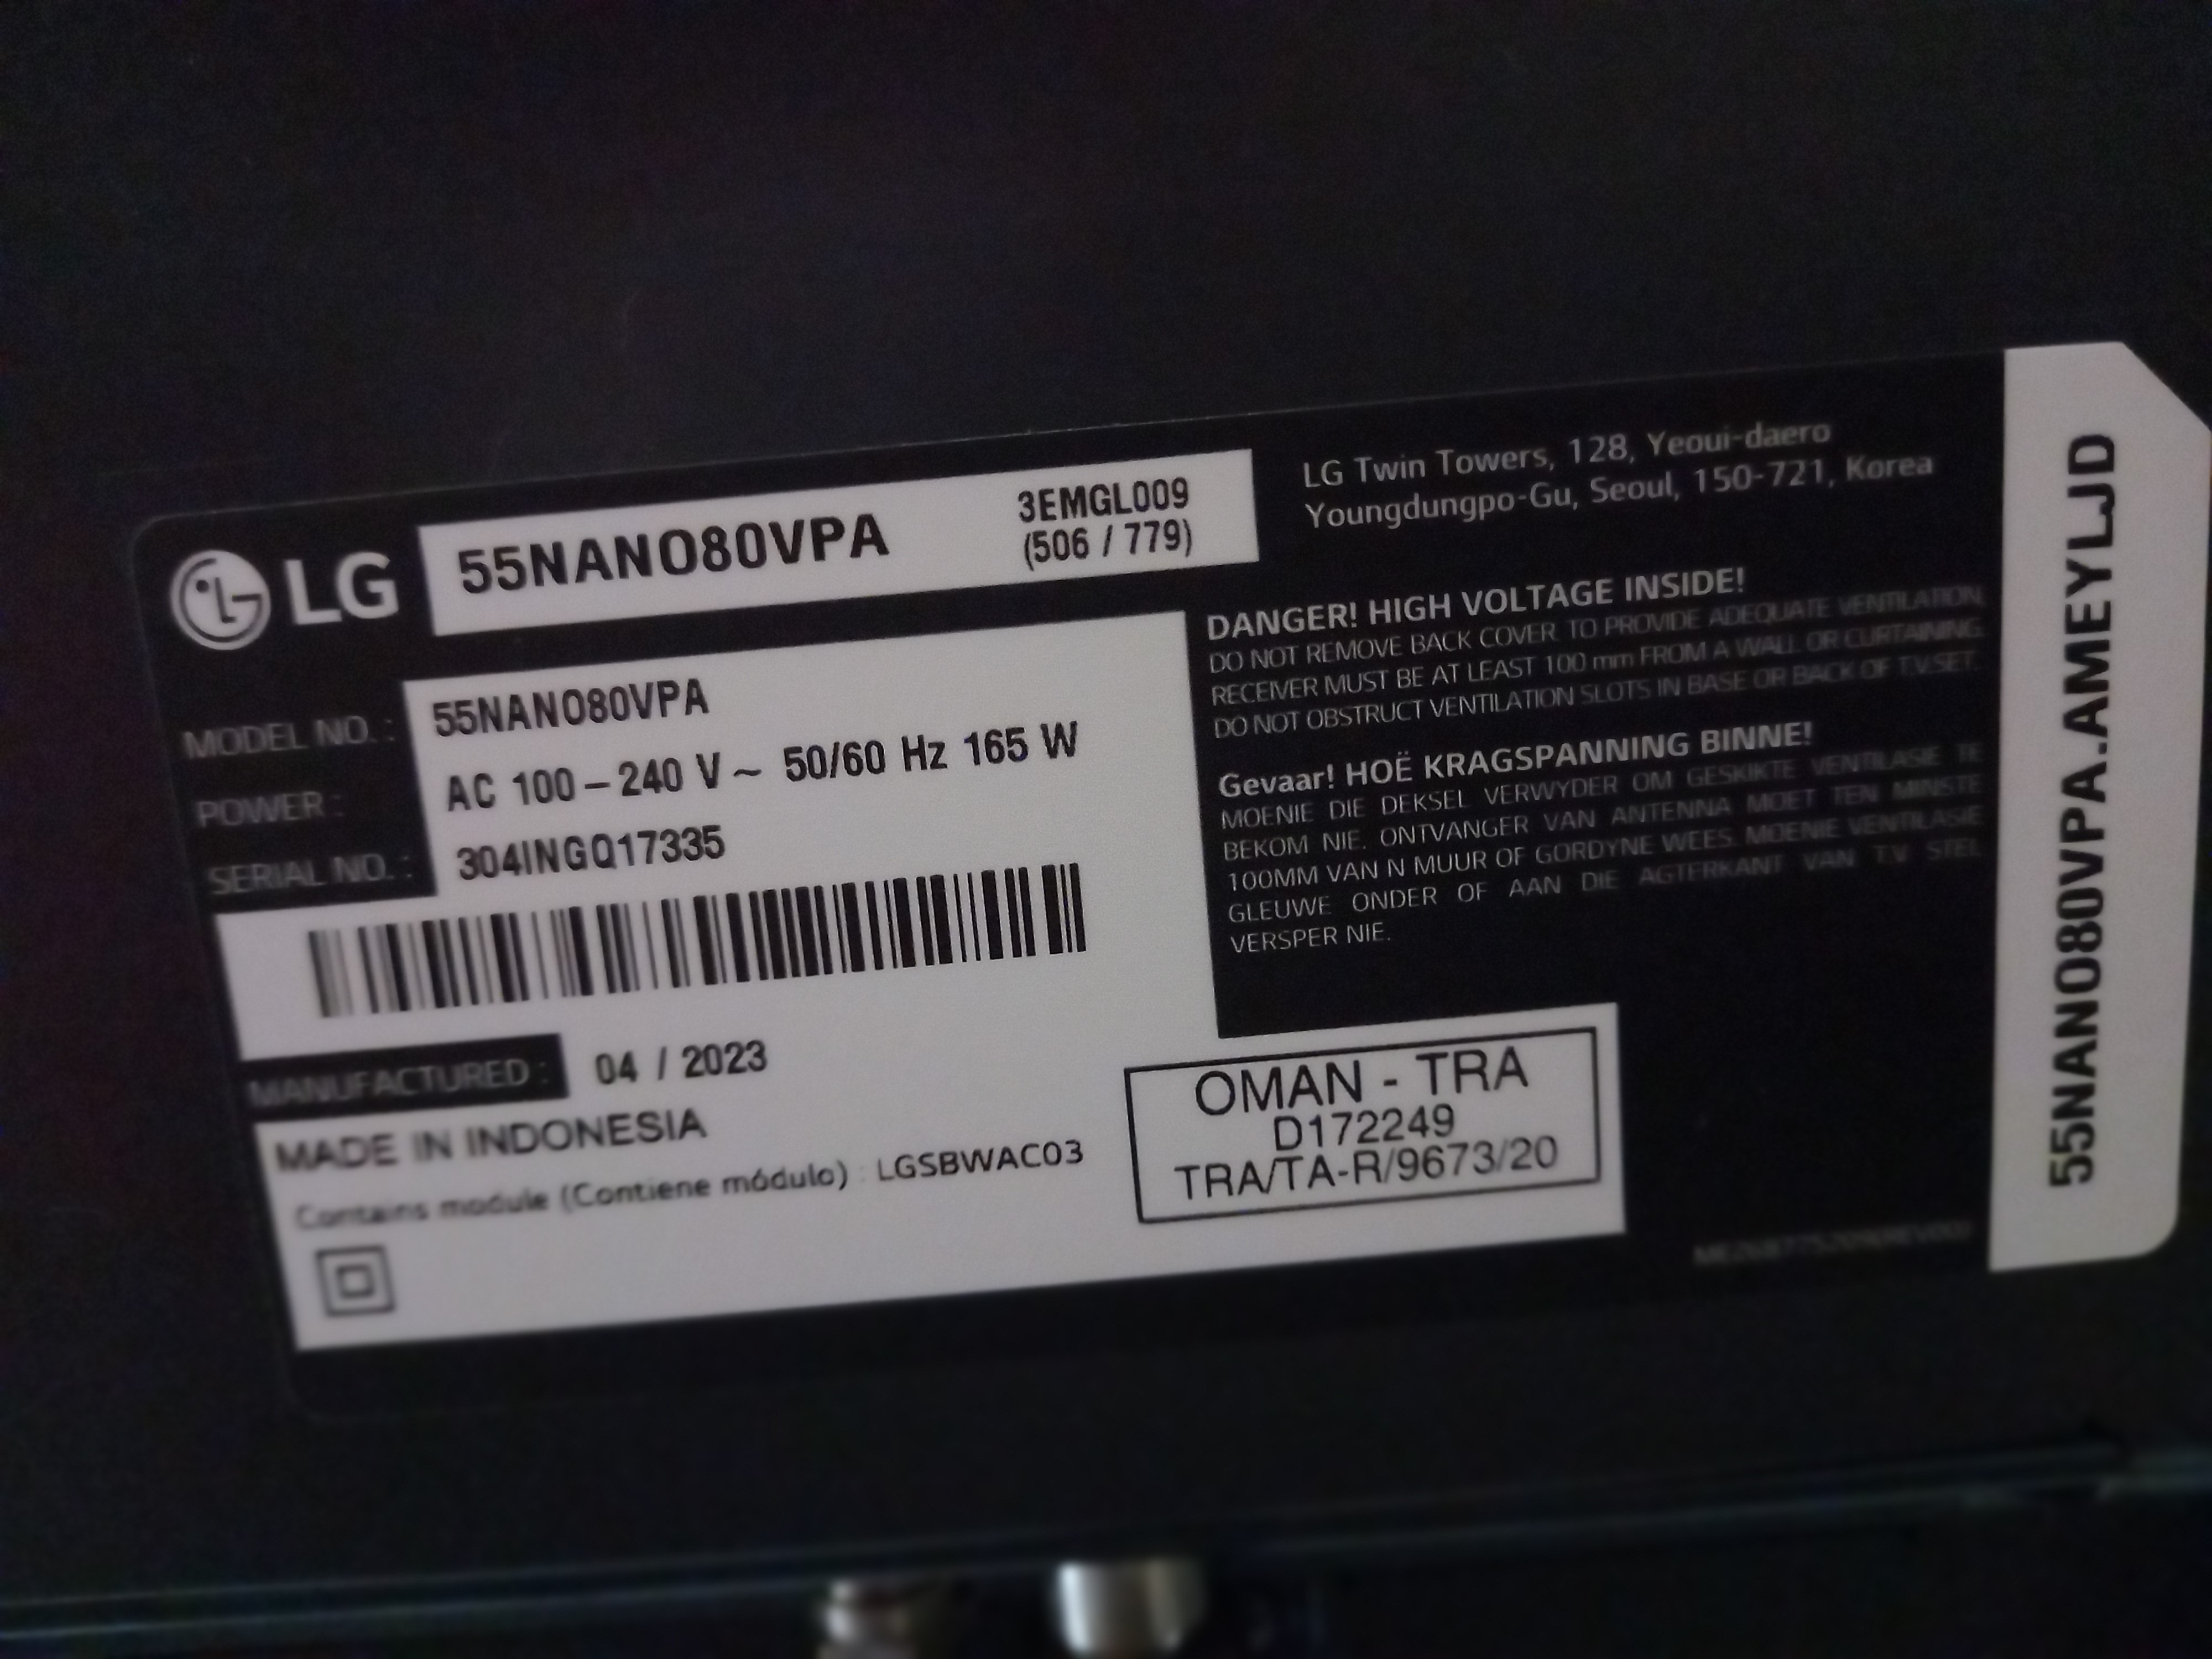 LG
55NANO80VPA
3EMGL009
(506 / 779)
MODEL NO. : 55NANO80VPA
POWER : AC 100 – 240 V ~ 50/60 Hz 165 W
SERIAL NO. : 304INGQ17335
MANUFACTURED : 04 / 2023
MADE IN INDONESIA
Contains module (Contiene módulo) : LGSBWAC03
LG Twin Towers, 128, Yeoui-daero
Youngdungpo-Gu, Seoul, 150-721, Korea
DANGER! HIGH VOLTAGE INSIDE!
DO NOT REMOVE BACK COVER TO PROVIDE ADEQUATE VENTILATION,
RECEIVER MUST BE AT LEAST 100 mm FROM A WALL OR CURTAINING.
DO NOT OBSTRUCT VENTILATION SLOTS IN BASE OR BACK OF T.V.SET.
Gevaar! HOË KRAGSPANNING BINNE!
MOENIE DIE DEKSEL VERWYDER OM GESKIKTE VENTILASIE TE
BEKOM NIE. ONTVANGER VAN ANTENNA MOET TEN MINSTE
100MM VAN N MUUR OF GORDYNE WEES. MOENIE VENTILASIE
GLEUWE ONDER OF AAN DIE AGTERKANT VAN T.V STEL
VERSPER NIE.
OMAN - TRA
D172249
TRA/TA-R/9673/20
55NANO80VPA.AMEYLJD